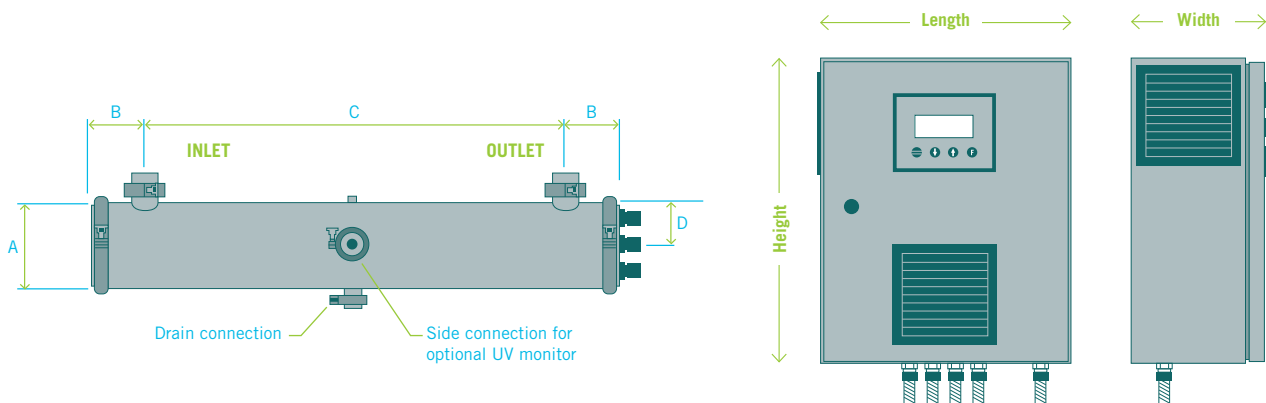 B
C
B
INLET
OUTLET
A
D
Drain connection
Side connection for
optional UV monitor
Length
Width
Height
F